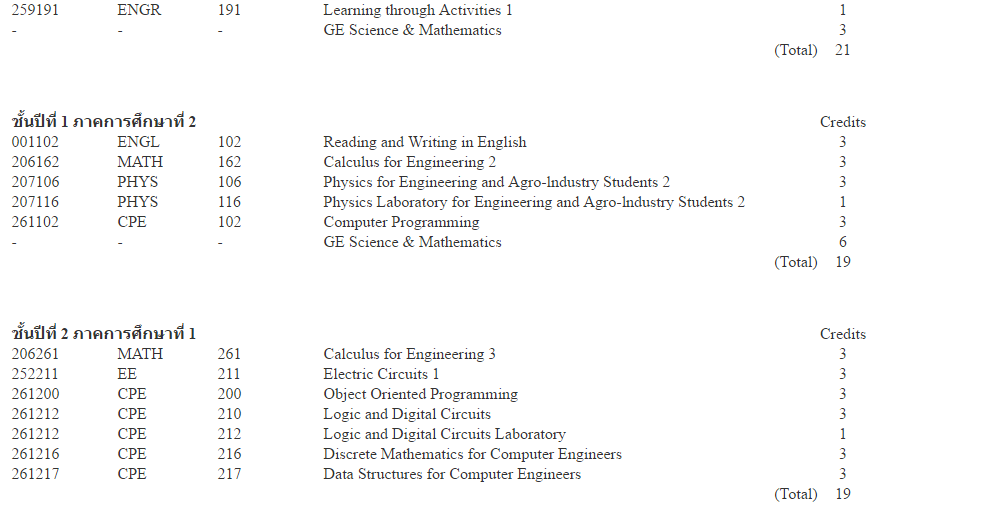 259191 ENGR 191 Learning through Activities 1 1
- - - GE Science & Mathematics 3
(Total) 21
ชั้นปีที่ 1 ภาคการศึกษาที่ 2 Credits
001102 ENGL 102 Reading and Writing in English 3
206162 MATH 162 Calculus for Engineering 2 3
207106 PHYS 106 Physics for Engineering and Agro-lndustry Students 2 3
207116 PHYS 116 Physics Laboratory for Engineering and Agro-lndustry Students 2 1
261102 CPE 102 Computer Programming 3
- - - GE Science & Mathematics 6
(Total) 19
ชั้นปีที่ 2 ภาคการศึกษาที่ 1 Credits
206261 MATH 261 Calculus for Engineering 3 3
252211 EE 211 Electric Circuits 1 3
261200 CPE 200 Object Oriented Programming 3
261212 CPE 210 Logic and Digital Circuits 3
261212 CPE 212 Logic and Digital Circuits Laboratory 1
261216 CPE 216 Discrete Mathematics for Computer Engineers 3
261217 CPE 217 Data Structures for Computer Engineers 3
(Total) 19